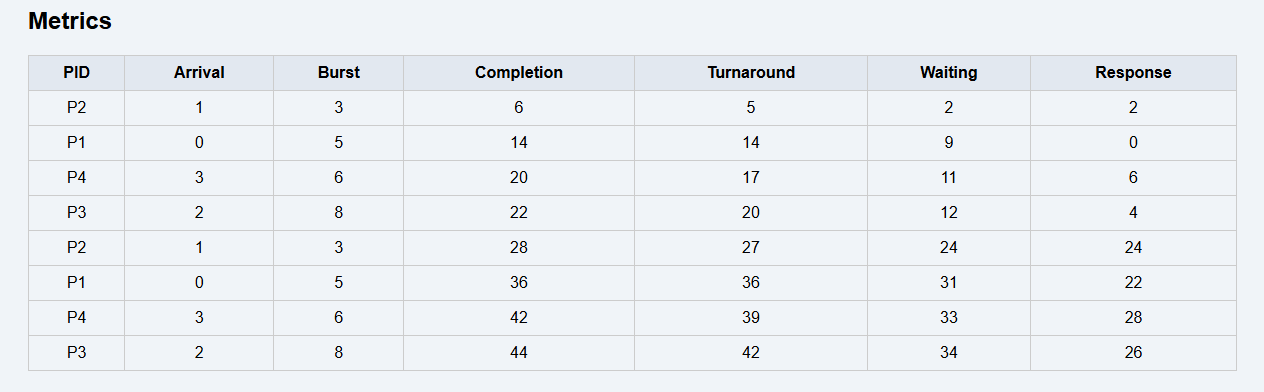 Metrics
PID Arrival Burst Completion Turnaround Waiting Response
P2 1 3 6 5 2 2
P1 0 5 14 14 9 0
P4 3 6 20 17 11 6
P3 2 8 22 20 12 4
P2 1 3 28 27 24 24
P1 0 5 36 36 31 22
P4 3 6 42 39 33 28
P3 2 8 44 42 34 26